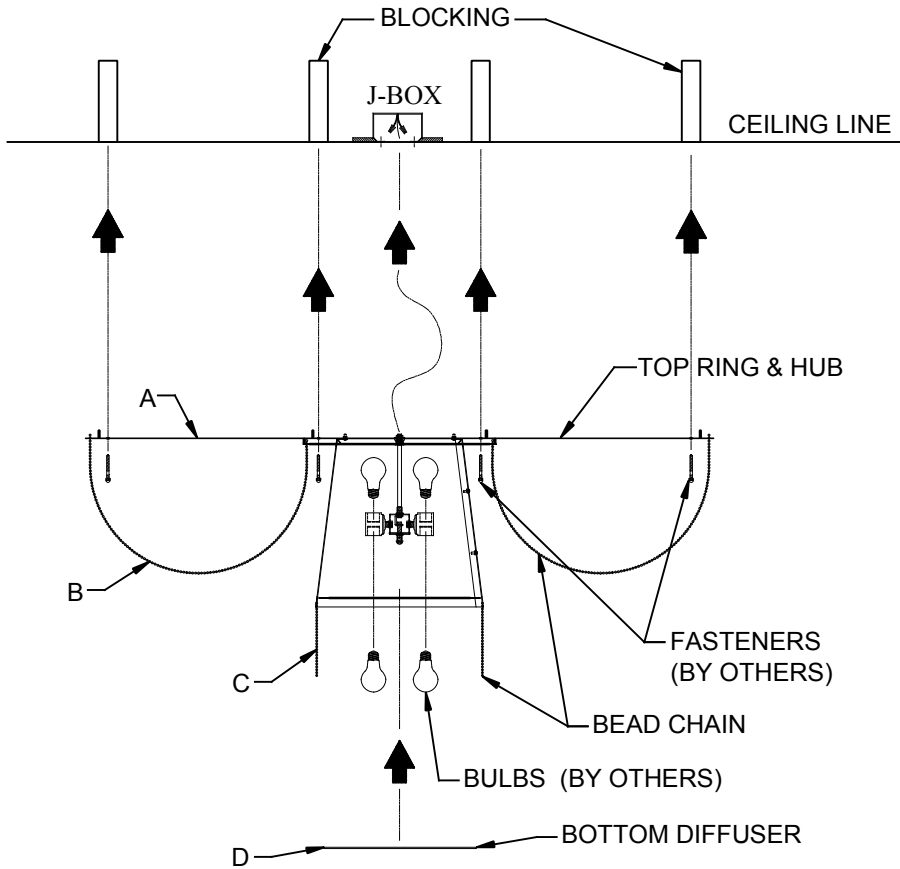 BLOCKING
J-BOX
CEILING LINE
TOP RING & HUB
A
B
FASTENERS
(BY OTHERS)
C
BEAD CHAIN
BULBS (BY OTHERS)
BOTTOM DIFFUSER
D